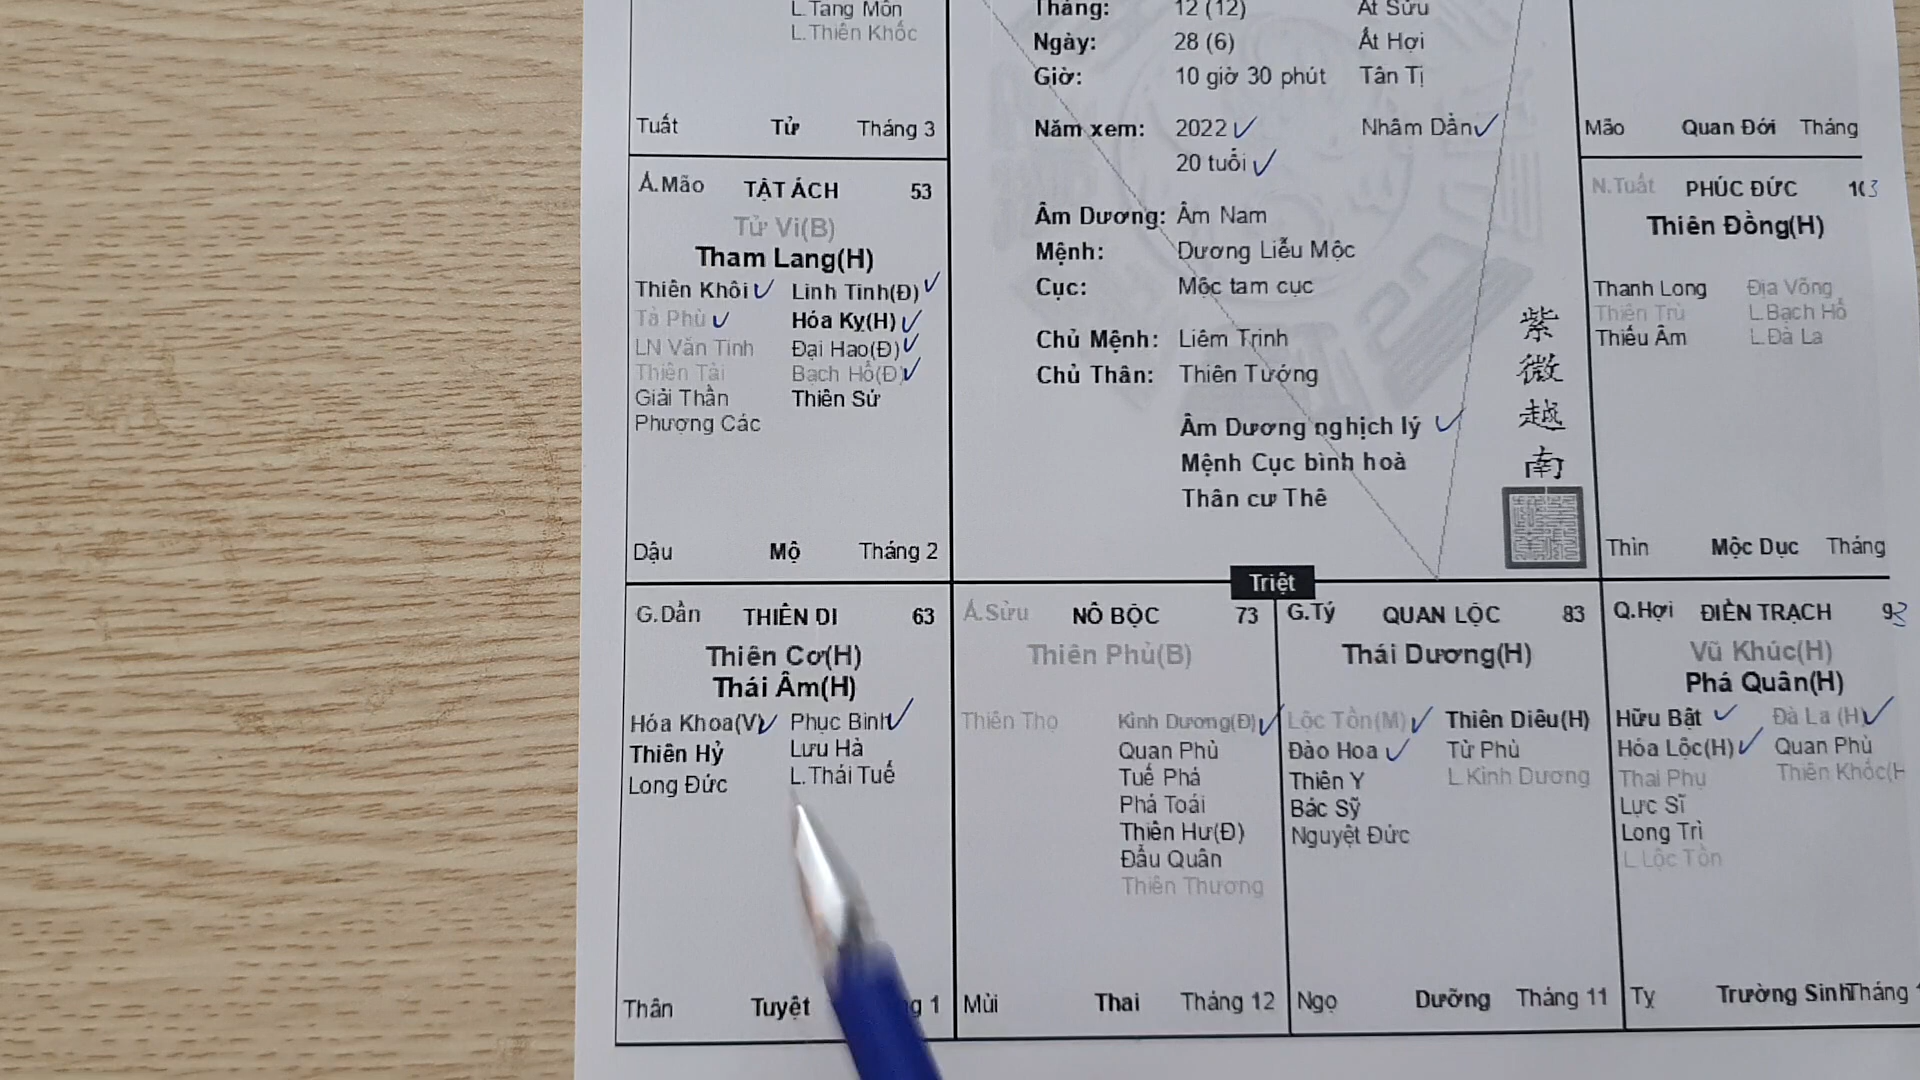 L.Tang Môn
L.Thiên Khốc
Tuất Tử Tháng 3
Tháng: 12 (12) Ất Sửu
Ngày: 28 (6) Ất Hợi
Giờ: 10 giờ 30 phút Tân Tị
Năm xem: 2022 Nhâm Dần
20 tuổi
Âm Dương: Âm Nam
Mệnh: Dương Liễu Mộc
Cục: Mộc tam cục
Chủ Mệnh: Liêm Trinh
Chủ Thân: Thiên Tướng
Âm Dương nghịch lý
Mệnh Cục bình hoà
Thân cư Thê
紫
微
越
南
Mão Quan Đới Tháng
Á.Mão TẬT ÁCH 53
Tử Vi(B)
Tham Lang(H)
Thiên Khôi Linh Tinh(Đ)
Tả Phù Hóa Kỵ(H)
LN Văn Tinh Đại Hao(Đ)
Thiên Tài Bạch Hổ(Đ)
Giải Thần Thiên Sứ
Phượng Các
Dậu Mộ Tháng 2
N.Tuất PHÚC ĐỨC 103
Thiên Đồng(H)
Thanh Long Địa Võng
Thiên Trù L.Bạch Hổ
Thiếu Âm L.Đà La
Thìn Mộc Dục Tháng
Triệt
G.Dần THIÊN DI 63
Thiên Cơ(H)
Thái Âm(H)
Hóa Khoa(V) Phục Binh
Thiên Hỷ Lưu Hà
Long Đức L.Thái Tuế
Thân Tuyệt g 1
Á.Sửu NÔ BỘC 73
Thiên Phủ(B)
Thiên Thọ Kình Dương(Đ)
Quan Phủ
Tuế Phá
Phá Toái
Thiên Hư(Đ)
Đẩu Quân
Thiên Thương
Mùi Thai Tháng 12
G.Tý QUAN LỘC 83
Thái Dương(H)
Lộc Tồn(M) Thiên Diêu(H)
Đào Hoa Tử Phù
Thiên Y L.Kình Dương
Bác Sỹ
Nguyệt Đức
Ngọ Dưỡng Tháng 11
Q.Hợi ĐIỀN TRẠCH 93
Vũ Khúc(H)
Phá Quân(H)
Hữu Bật Đà La (H)
Hóa Lộc(H) Quan Phù
Thai Phụ Thiên Khốc(H
Lực Sĩ
Long Trì
L.Lộc Tồn
Tỵ Trường Sinh Tháng 1